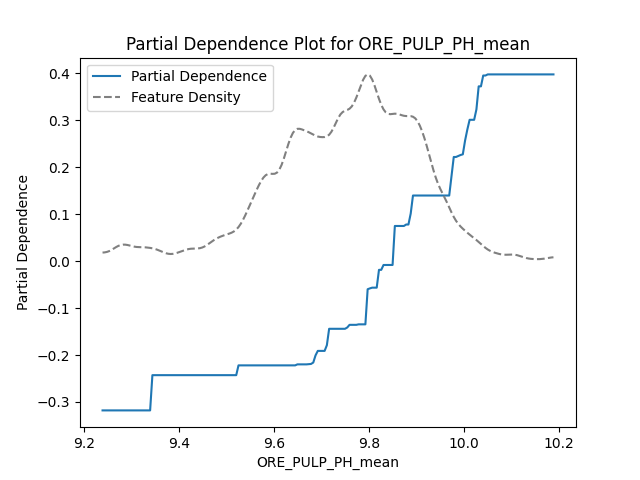 Partial Dependence Plot for ORE_PULP_PH_mean
Partial Dependence
Feature Density
Partial Dependence
0.4
0.3
0.2
0.1
0.0
−0.1
−0.2
−0.3
9.2
9.4
9.6
9.8
10.0
10.2
ORE_PULP_PH_mean